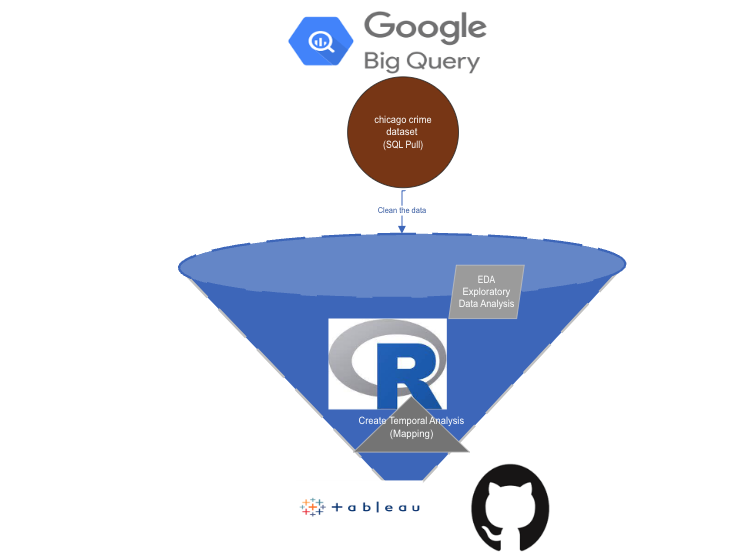 Google
Big Query
chicago crime
dataset
(SQL Pull)
Clean the data
EDA
Exploratory
Data Analysis
R
Create Temporal Analysis
(Mapping)
+ableau